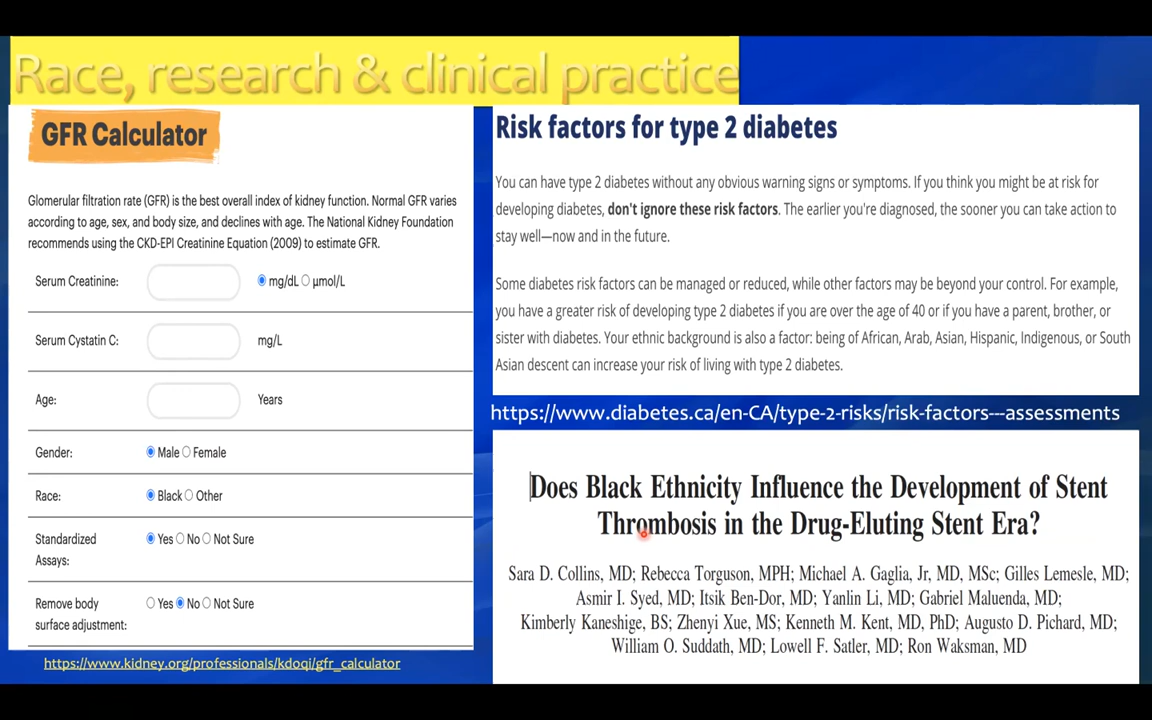 Race, research & clinical practice
GFR Calculator
Glomerular filtration rate (GFR) is the best overall index of kidney function. Normal GFR varies
according to age, sex, and body size, and declines with age. The National Kidney Foundation
recommends using the CKD-EPI Creatinine Equation (2009) to estimate GFR.
Serum Creatinine: mg/dL µmol/L
Serum Cystatin C: mg/L
Age: Years
Gender: Male Female
Race: Black Other
Standardized Yes No Not Sure
Assays:
Remove body Yes No Not Sure
surface adjustment:
https://www.kidney.org/professionals/kdoqi/gfr_calculator
Risk factors for type 2 diabetes
You can have type 2 diabetes without any obvious warning signs or symptoms. If you think you might be at risk for
developing diabetes, don't ignore these risk factors. The earlier you're diagnosed, the sooner you can take action to
stay well—now and in the future.
Some diabetes risk factors can be managed or reduced, while other factors may be beyond your control. For example,
you have a greater risk of developing type 2 diabetes if you are over the age of 40 or if you have a parent, brother, or
sister with diabetes. Your ethnic background is also a factor: being of African, Arab, Asian, Hispanic, Indigenous, or South
Asian descent can increase your risk of living with type 2 diabetes.
https://www.diabetes.ca/en-CA/type-2-risks/risk-factors---assessments
Does Black Ethnicity Influence the Development of Stent
Thrombosis in the Drug-Eluting Stent Era?
Sara D. Collins, MD; Rebecca Torguson, MPH; Michael A. Gaglia, Jr, MD, MSc; Gilles Lemesle, MD;
Asmir I. Syed, MD; Itsik Ben-Dor, MD; Yanlin Li, MD; Gabriel Maluenda, MD;
Kimberly Kaneshige, BS; Zhenyi Xue, MS; Kenneth M. Kent, MD, PhD; Augusto D. Pichard, MD;
William O. Suddath, MD; Lowell F. Satler, MD; Ron Waksman, MD